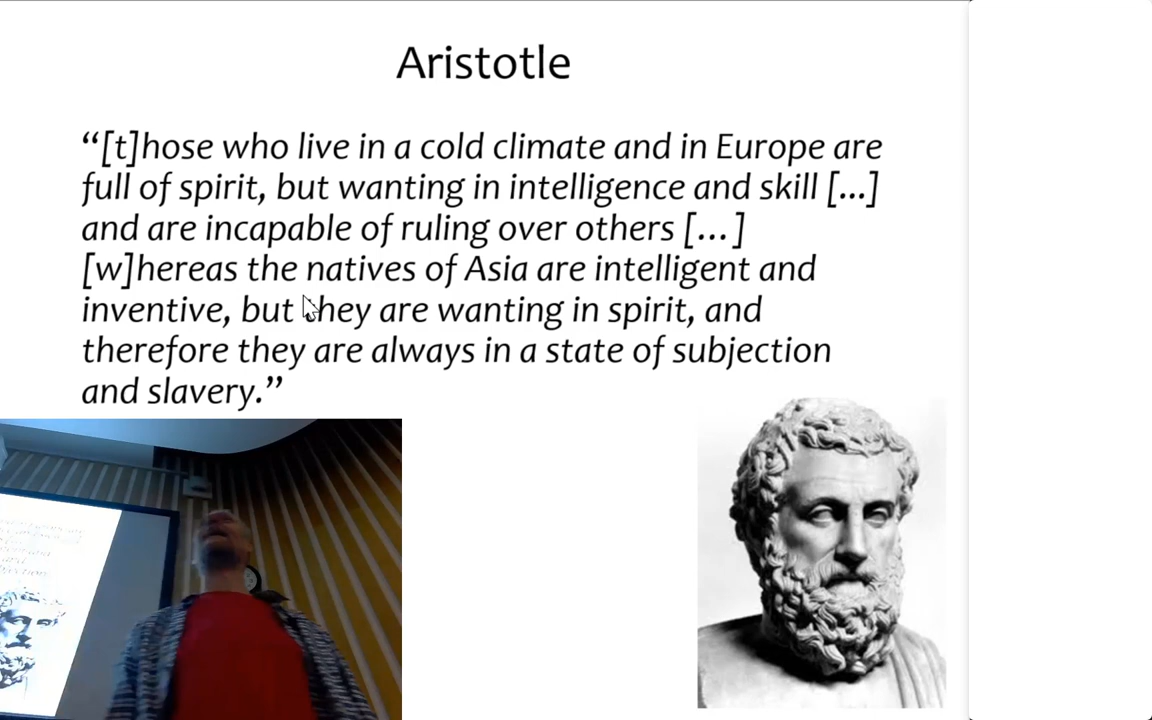 Aristotle
“[t]hose who live in a cold climate and in Europe are
full of spirit, but wanting in intelligence and skill [...]
and are incapable of ruling over others [...]
[w]hereas the natives of Asia are intelligent and
inventive, but they are wanting in spirit, and
therefore they are always in a state of subjection
and slavery.”